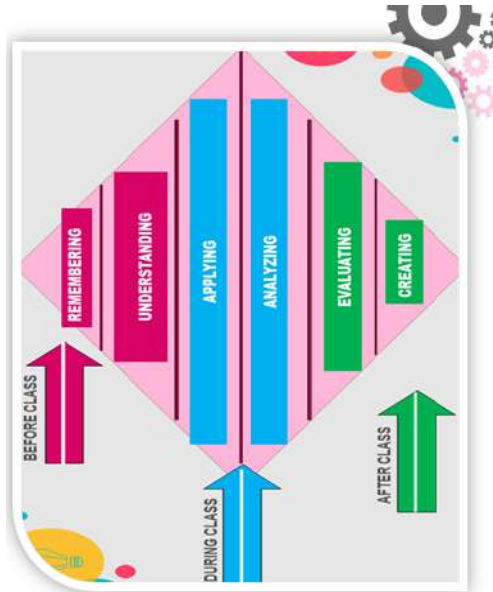 REMEMBERING
UNDERSTANDING
APPLYING
ANALYZING
EVALUATING
CREATING
BEFORE CLASS
DURING CLASS
AFTER CLASS